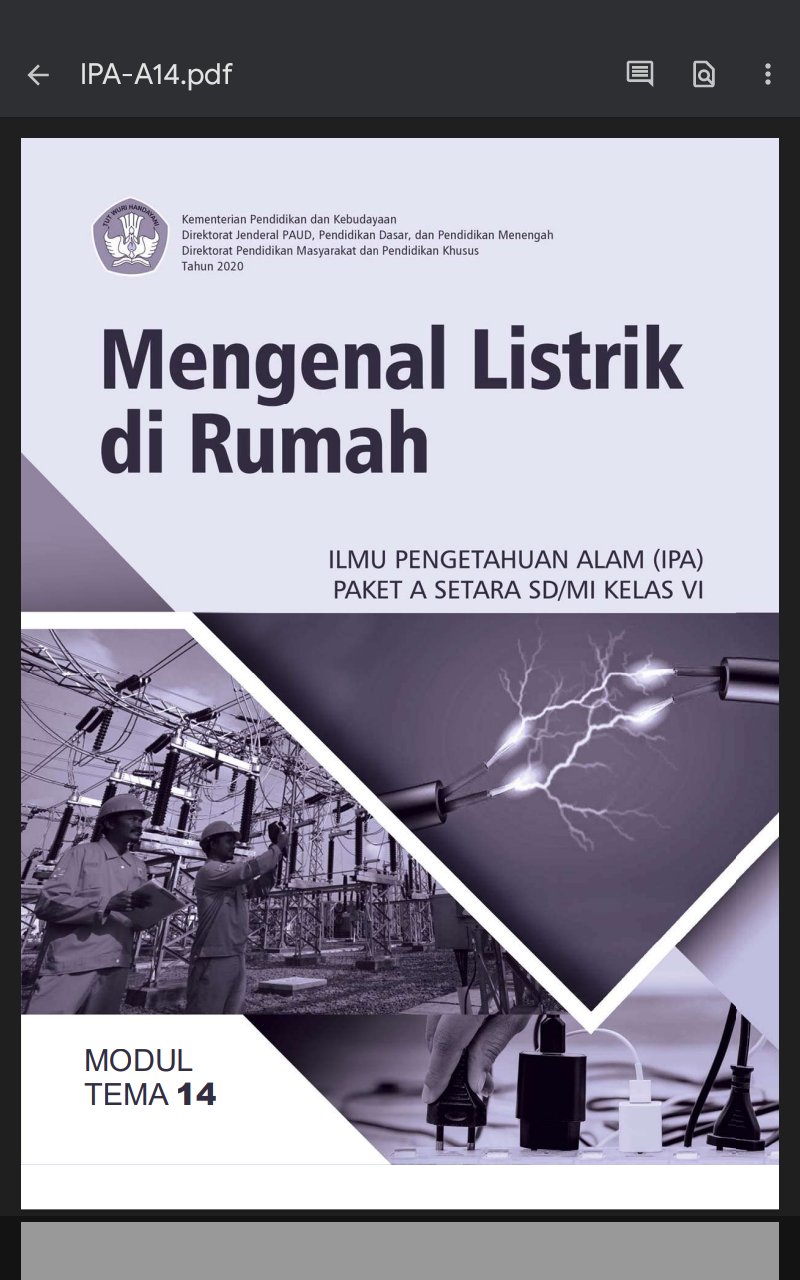 IPA-A14.pdf
TUT WURI HANDAYANI
Kementerian Pendidikan dan Kebudayaan
Direktorat Jenderal PAUD, Pendidikan Dasar, dan Pendidikan Menengah
Direktorat Pendidikan Masyarakat dan Pendidikan Khusus
Tahun 2020
Mengenal Listrik
di Rumah
ILMU PENGETAHUAN ALAM (IPA)
PAKET A SETARA SD/MI KELAS VI
MODUL
TEMA 14